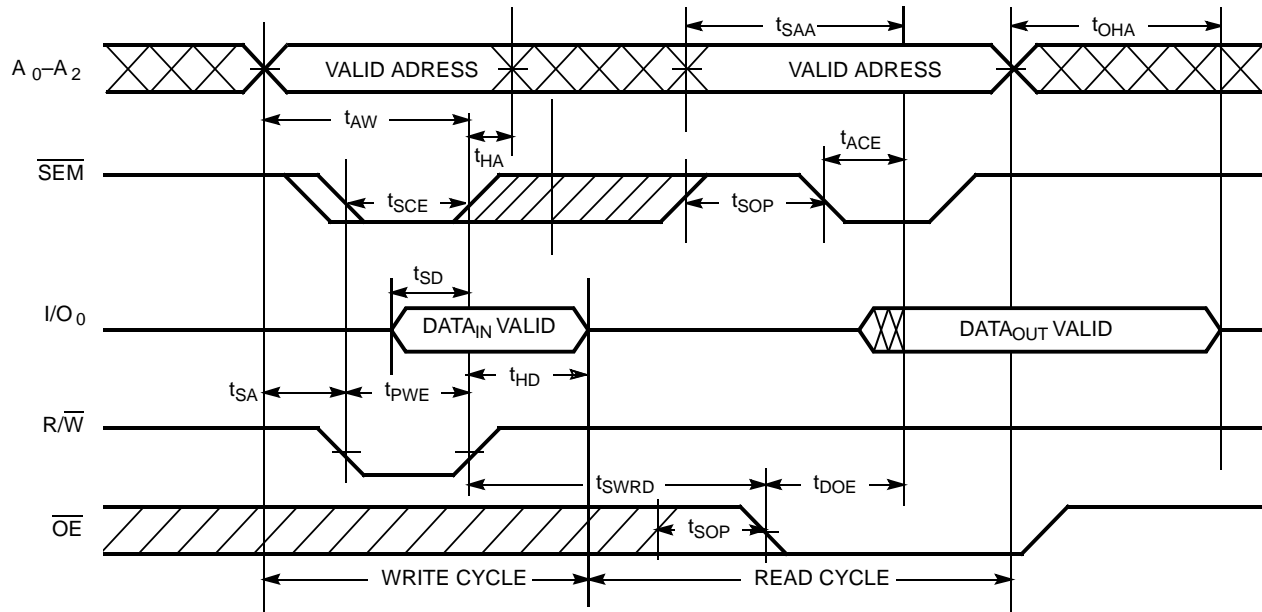 tSAA
tOHA
A0–A2
VALID ADRESS
VALID ADRESS
tAW
tHA
tACE
SEM
tSCE
tSOP
tSD
I/O0
DATAIN VALID
DATAOUT VALID
tSA
tPWE
tHD
R/W
tSWRD
tDOE
OE
tSOP
WRITE CYCLE
READ CYCLE